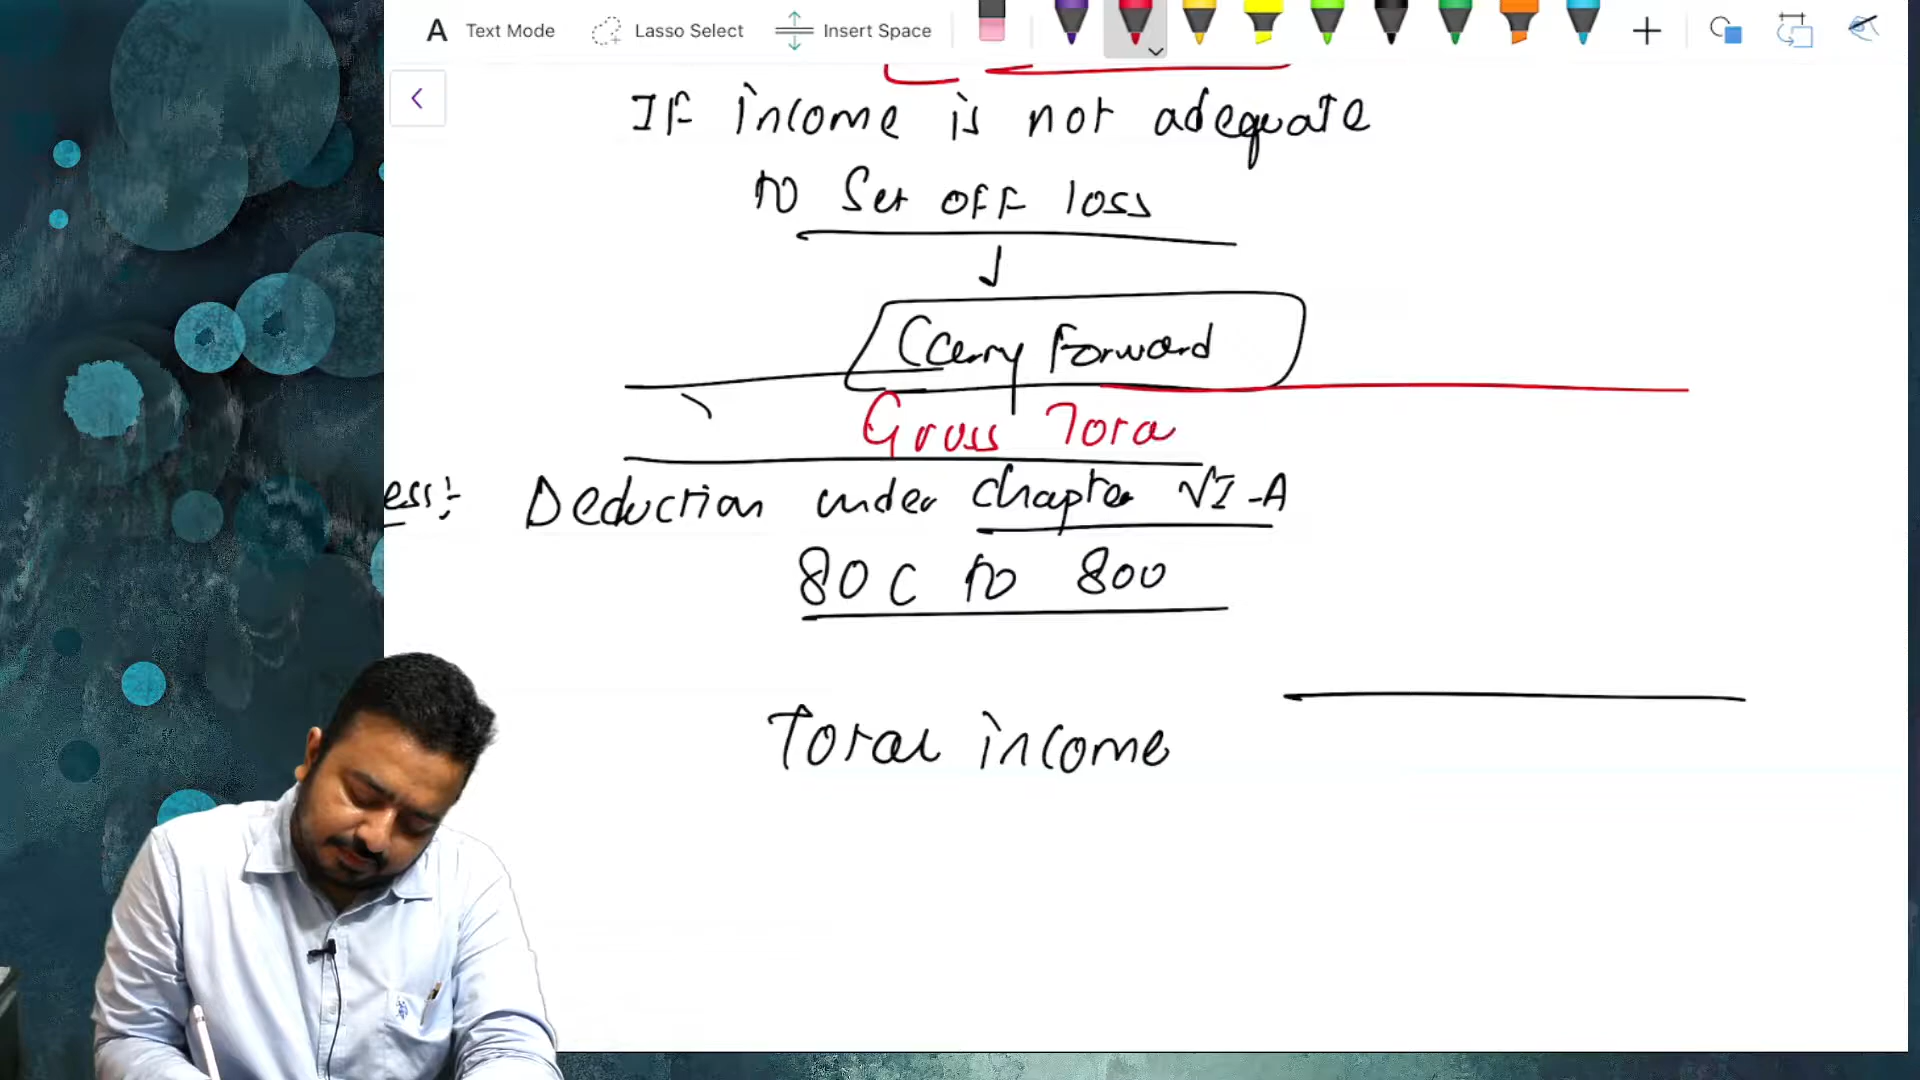 A Text Mode Lasso Select Insert Space
IF income is not adequate
to set off loss
Carry Forward
Gross Tota
ess:-
Deduction under chapter VI-A
80C to 80U
Total income